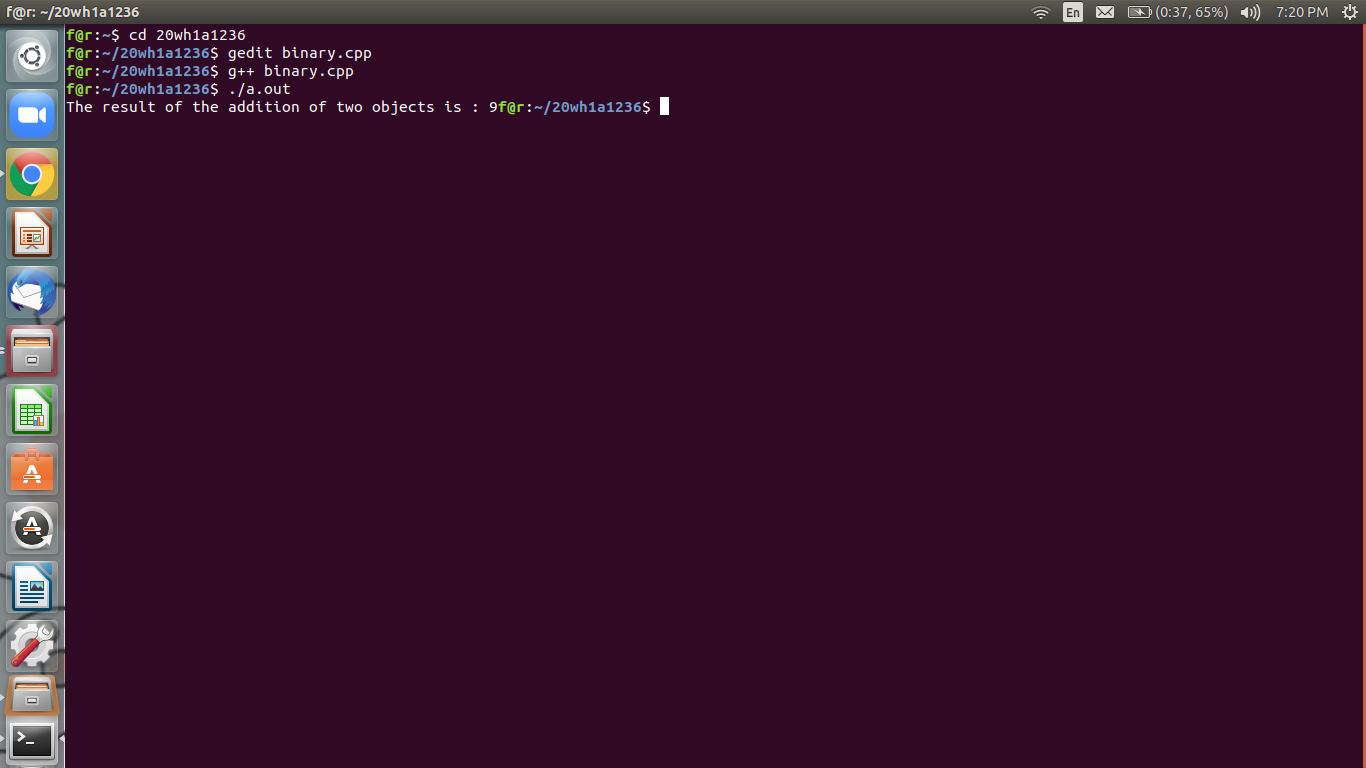 f@r: ~/20wh1a1236
En
(0:37, 65%)
7:20 PM
f@r:~$ cd 20wh1a1236
f@r:~/20wh1a1236$ gedit binary.cpp
f@r:~/20wh1a1236$ g++ binary.cpp
f@r:~/20wh1a1236$ ./a.out
The result of the addition of two objects is : 9f@r:~/20wh1a1236$